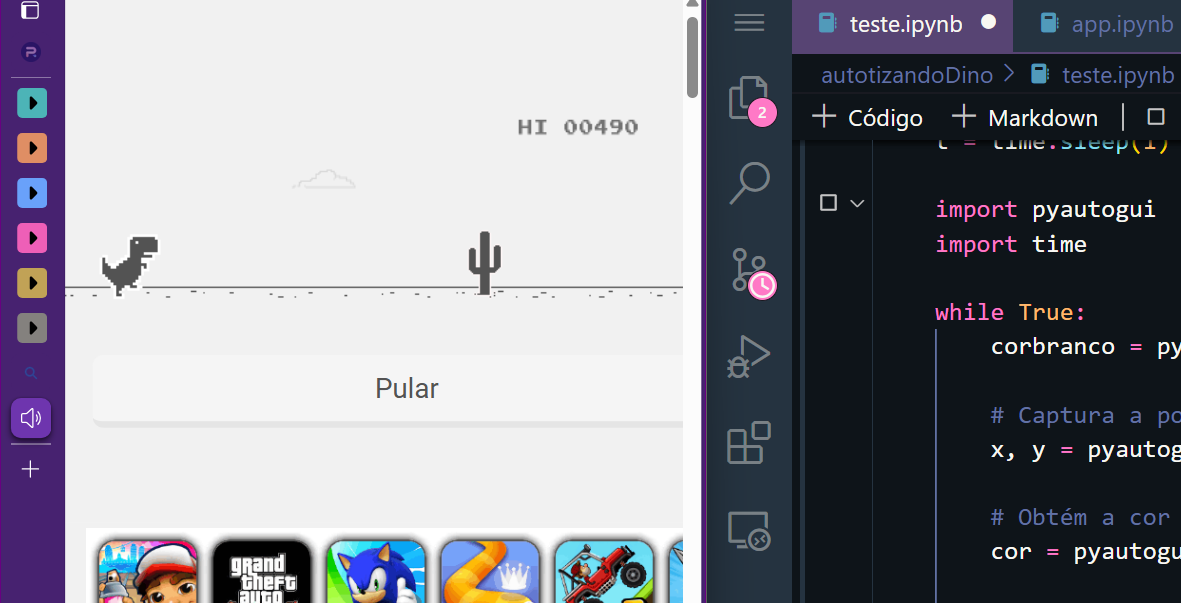 HI 00490
Pular
grand
theft
auto
2
teste.ipynb
app.ipynb
autotizandoDino > teste.ipynb
+ Código + Markdown
t = time.sleep(1)
import pyautogui
import time
while True:
corbranco = py
# Captura a po
x, y = pyautog
# Obtém a cor
cor = pyautogu